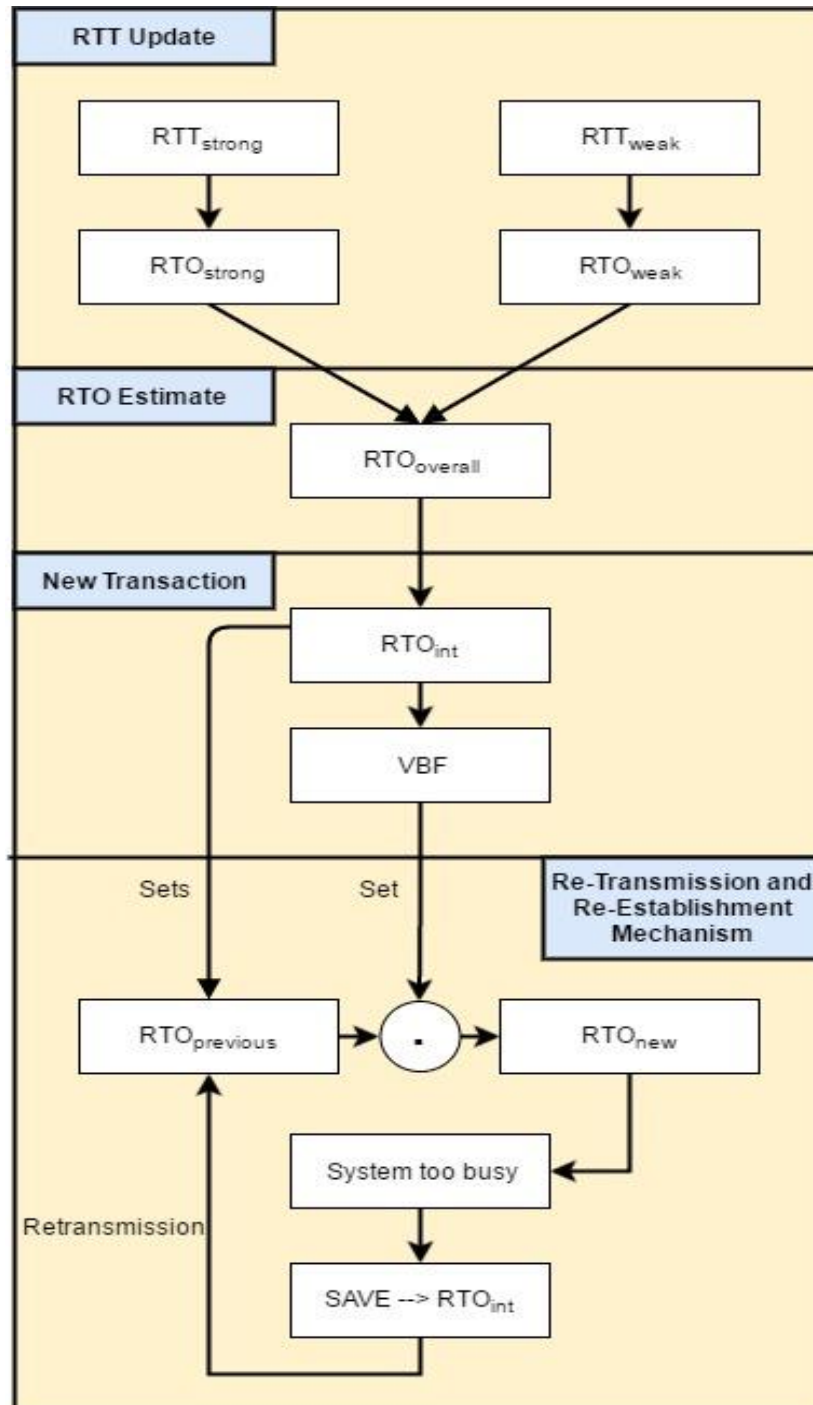 RTT Update
RTTstrong
RTTweak
RTOstrong
RTOweak
RTO Estimate
RTOoverall
New Transaction
RTOint
VBF
Sets
Set
Re-Transmission and
Re-Establishment
Mechanism
RTOprevious
.
RTOnew
System too busy
Retransmission
SAVE --> RTOint